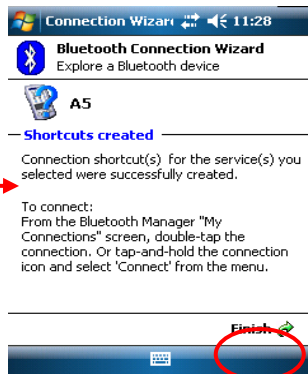 Connection Wizar 11:28
Bluetooth Connection Wizard
Explore a Bluetooth device
A5
Shortcuts created
Connection shortcut(s) for the service(s) you
selected were successfully created.
To connect:
From the Bluetooth Manager "My
Connections" screen, double-tap the
connection. Or tap-and-hold the connection
icon and select 'Connect' from the menu.
Finish